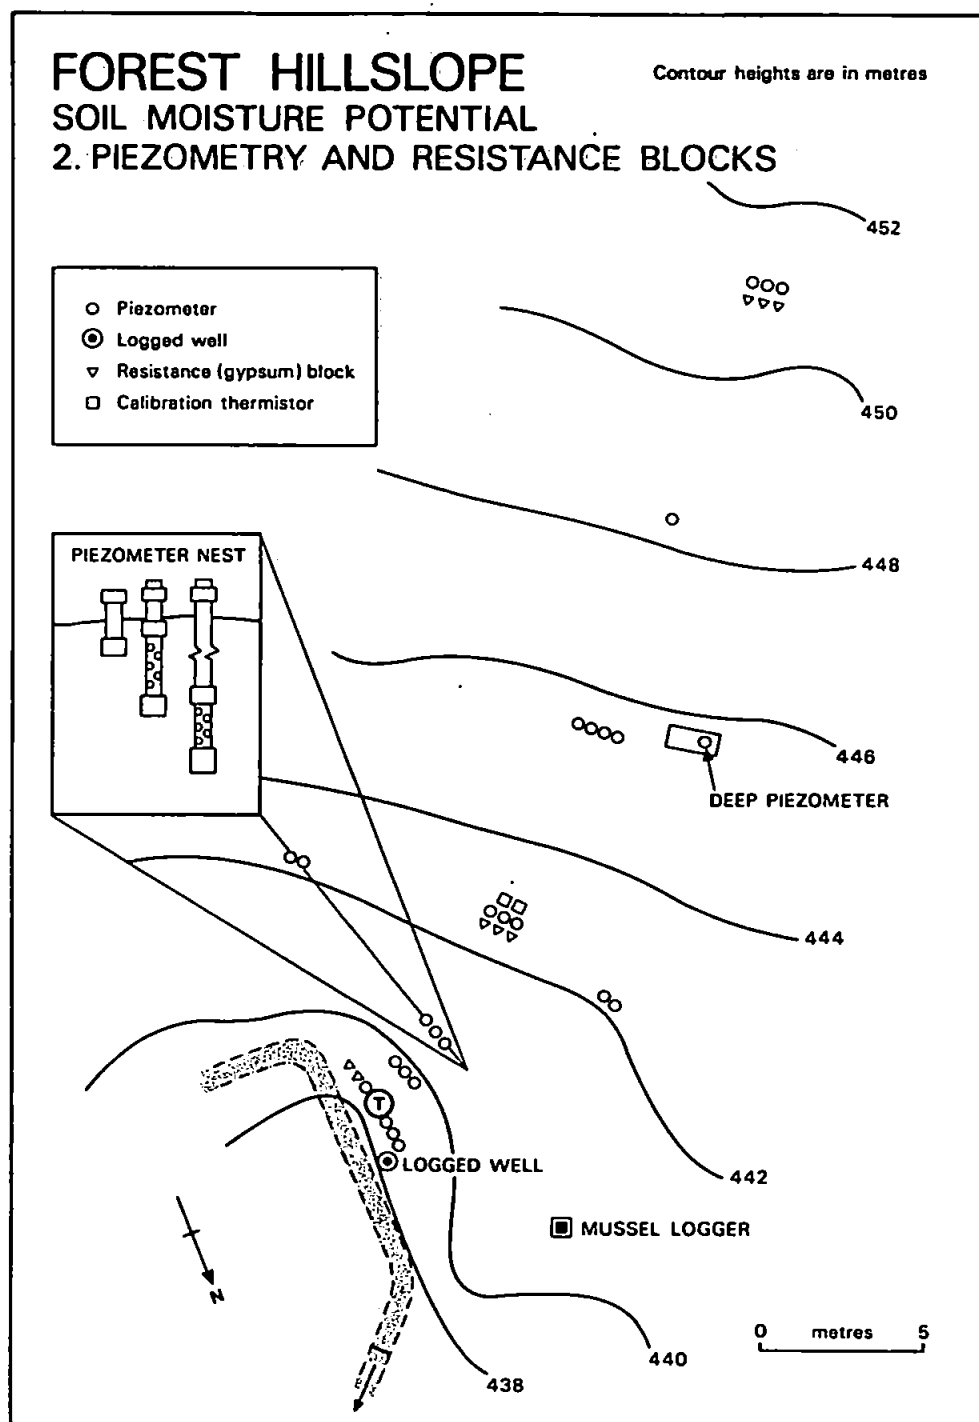 FOREST HILLSLOPE
Contour heights are in metres
SOIL MOISTURE POTENTIAL
2. PIEZOMETRY AND RESISTANCE BLOCKS
452
Piezometer
Logged well
Resistance (gypsum) block
Calibration thermistor
450
PIEZOMETER NEST
448
446
DEEP PIEZOMETER
444
T
LOGGED WELL
442
MUSSEL LOGGER
N
0 metres 5
440
438